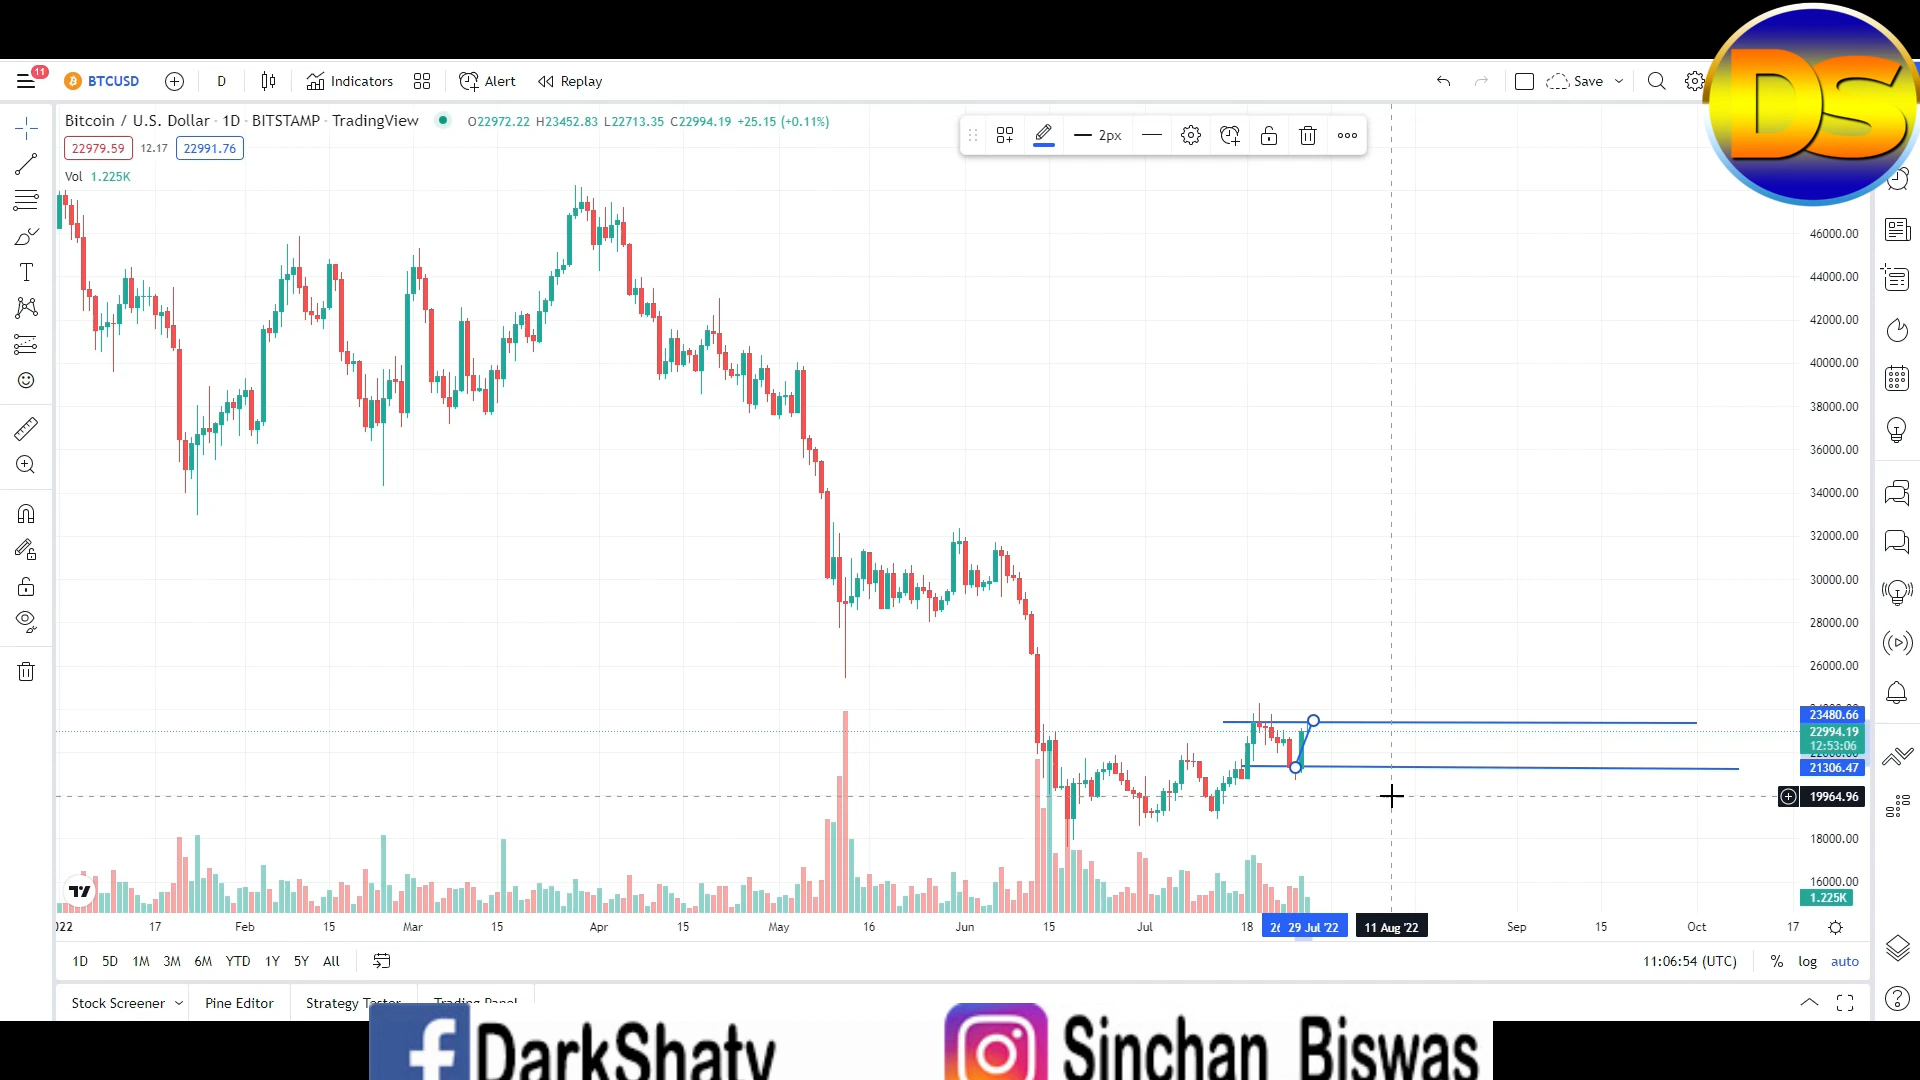 11
BTCUSD
D
Indicators
Alert
Replay
Save
DS
Bitcoin / U.S. Dollar · 1D · BITSTAMP · TradingView
O22972.22 H23452.83 L22713.35 C22994.19 +25.15 (+0.11%)
22979.59 12.17 22991.76
Vol 1.225K
2px
46000.00
44000.00
42000.00
40000.00
38000.00
36000.00
34000.00
32000.00
30000.00
28000.00
26000.00
23480.66
22994.19
12:53:06
21306.47
19964.96
18000.00
16000.00
1.225K
17 Feb 15 Mar 15 Apr 15 May 16 Jun 15 Jul 18 29 Jul '22 11 Aug '22 Sep 15 Oct 17
1D 5D 1M 3M 6M YTD 1Y 5Y All
11:06:54 (UTC) % log auto
Stock Screener Pine Editor Strategy Tester Trading Panel
f DarkShaty
Sinchan_Biswas